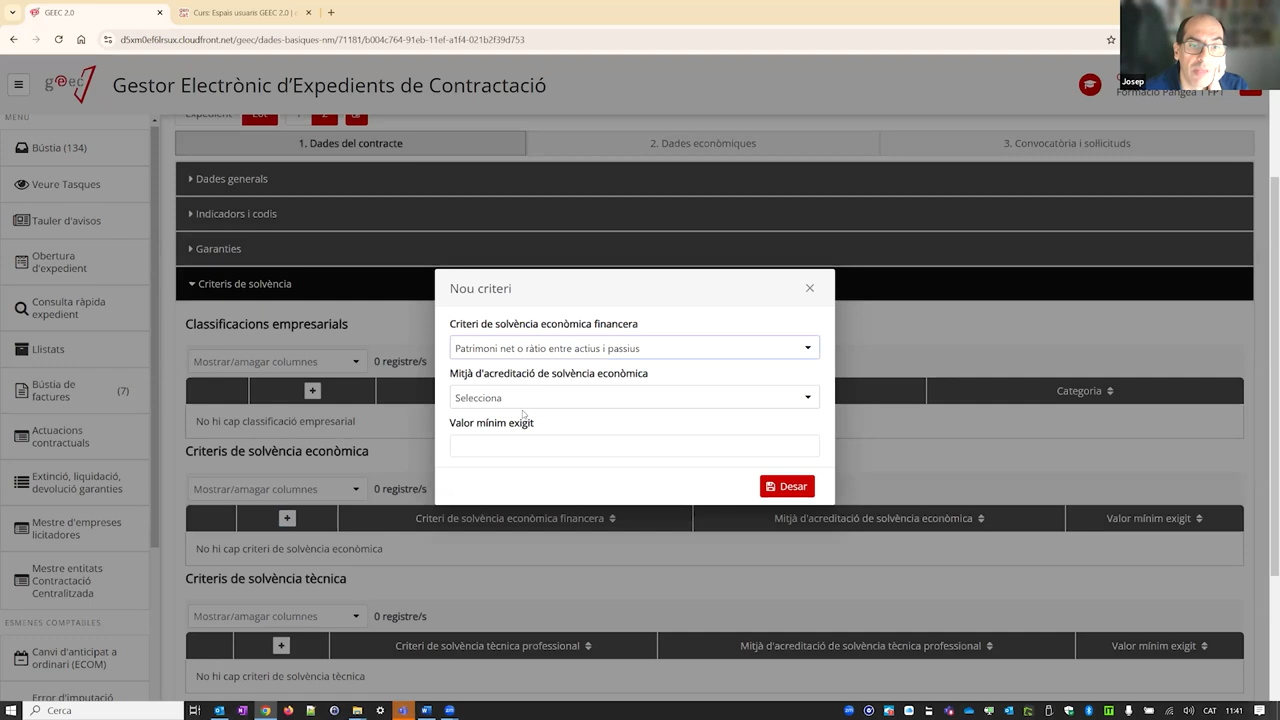 GEEC 2.0
Curs: Espais usuaris GEEC 2.0 | g
d5xm0ef6lrsux.cloudfront.net/geec/dades-basiques-nm/71181/b004c764-91eb-11ef-a1f4-021b2f39d753
geec
Gestor Electrònic d'Expedients de Contractació
Josep
Formació Pangea i FPT
MENÚ
Bústia (134)
Veure Tasques
Tauler d'avisos
Obertura
d'expedient
Consulta ràpida
expedient
Llistats
Bústia de
factures
(7)
Actuacions
contractuals
Extinció, liquidació,
devolució garanties
Mestre d'empreses
licitadores
Mestre entitats
Contractació
Centralitzada
ESMENES COMPTABLES
Canvi d'anticipat a
ordinari (ECOM)
Error d'imputació
Expedient
Lot
1
2
1. Dades del contracte
2. Dades econòmiques
3. Convocatòria i sol·licituds
Dades generals
Indicadors i codis
Garanties
Criteris de solvència
Classificacions empresarials
Mostrar/amagar columnes
0 registre/s
Categoria
No hi cap classificació empresarial
Criteris de solvència econòmica
Mostrar/amagar columnes
0 registre/s
Criteri de solvència econòmica financera
Mitjà d'acreditació de solvència econòmica
Valor mínim exigit
No hi cap criteri de solvència econòmica
Criteris de solvència tècnica
Mostrar/amagar columnes
0 registre/s
Criteri de solvència tècnica professional
Mitjà d'acreditació de solvència tècnica professional
Valor mínim exigit
No hi cap criteri de solvència tècnica
Nou criteri
Criteri de solvència econòmica financera
Patrimoni net o ràtio entre actius i passius
Mitjà d'acreditació de solvència econòmica
Selecciona
Valor mínim exigit
Desar
Cerca
CAT
11:41